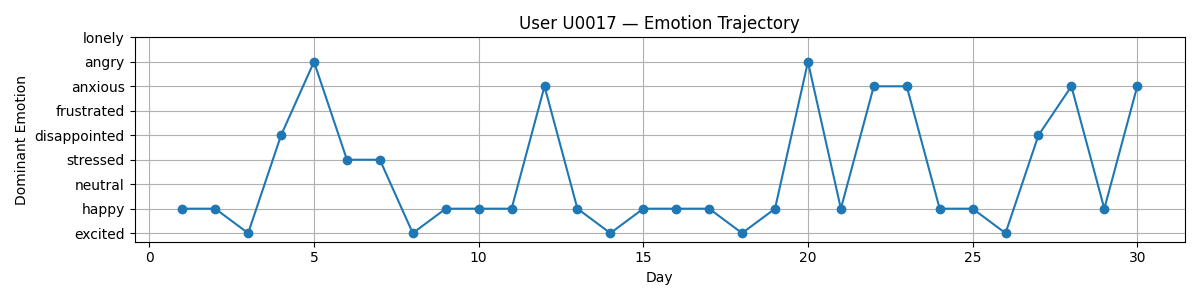 User U0017 — Emotion Trajectory
lonely
angry
anxious
frustrated
disappointed
stressed
neutral
happy
excited
Dominant Emotion
0 5 10 15 20 25 30
Day